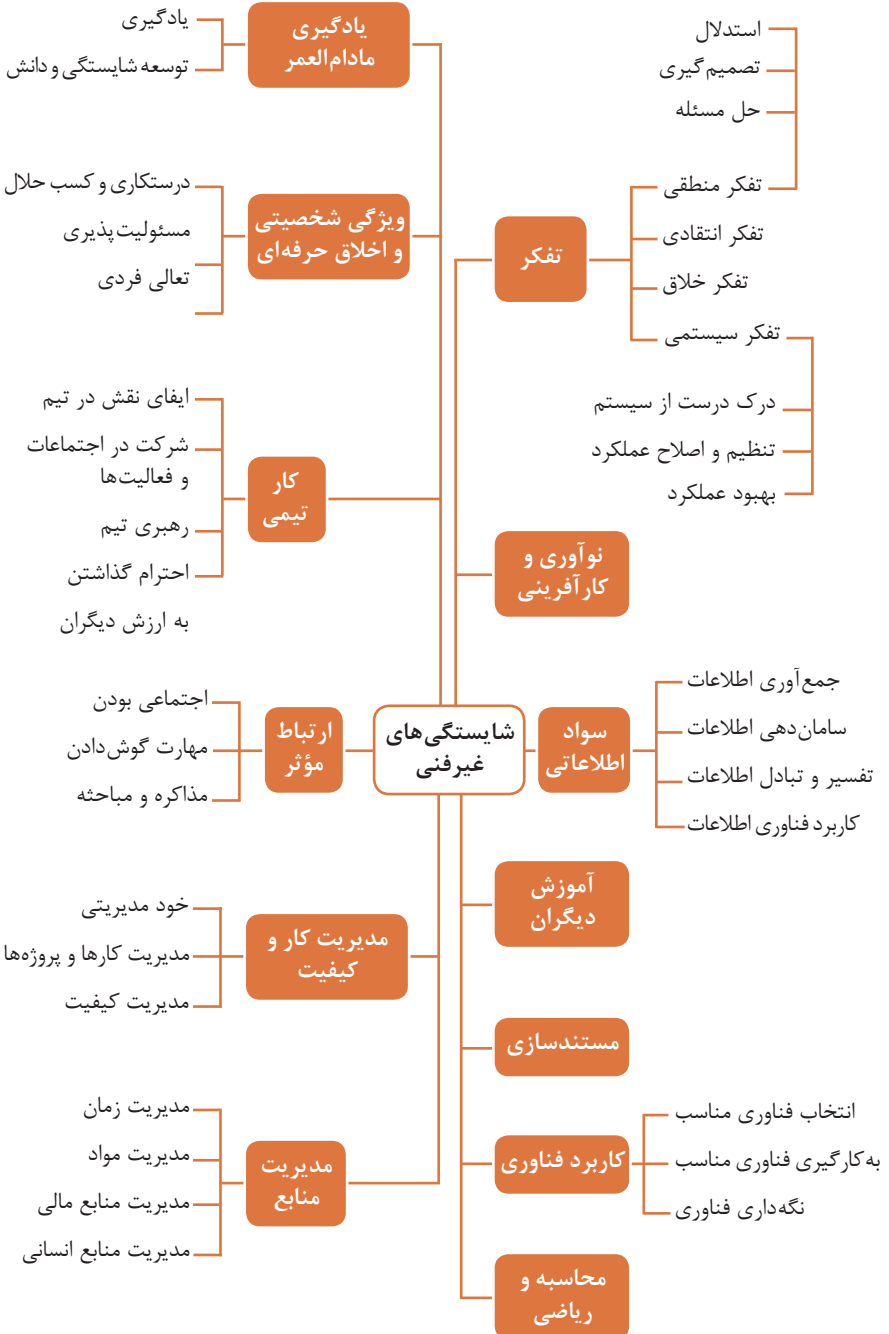 استدلال
تصمیم‌گیری
حل مسئله
تفکر منطقی
تفکر انتقادی
تفکر خلاق
تفکر سیستمی
درک درست از سیستم
تنظیم و اصلاح عملکرد
بهبود عملکرد
تفکر
نوآوری و
کارآفرینی
جمع‌آوری اطلاعات
سامان‌دهی اطلاعات
تفسیر و تبادل اطلاعات
کاربرد فناوری اطلاعات
سواد
اطلاعاتی
آموزش
دیگران
مستندسازی
انتخاب فناوری مناسب
به‌کارگیری فناوری مناسب
نگه‌داری فناوری
کاربرد فناوری
محاسبه و
ریاضی
شایستگی‌های
غیرفنی
یادگیری
مادام‌العمر
یادگیری
توسعه شایستگی و دانش
ویژگی شخصیتی
و اخلاق حرفه‌ای
درستکاری و کسب حلال
مسئولیت‌پذیری
تعالی فردی
کار
تیمی
ایفای نقش در تیم
شرکت در اجتماعات
و فعالیت‌ها
رهبری تیم
احترام گذاشتن
به ارزش دیگران
ارتباط
مؤثر
اجتماعی بودن
مهارت گوش‌دادن
مذاکره و مباحثه
مدیریت کار و
کیفیت
خود مدیریتی
مدیریت کارها و پروژه‌ها
مدیریت کیفیت
مدیریت
منابع
مدیریت زمان
مدیریت مواد
مدیریت منابع مالی
مدیریت منابع انسانی